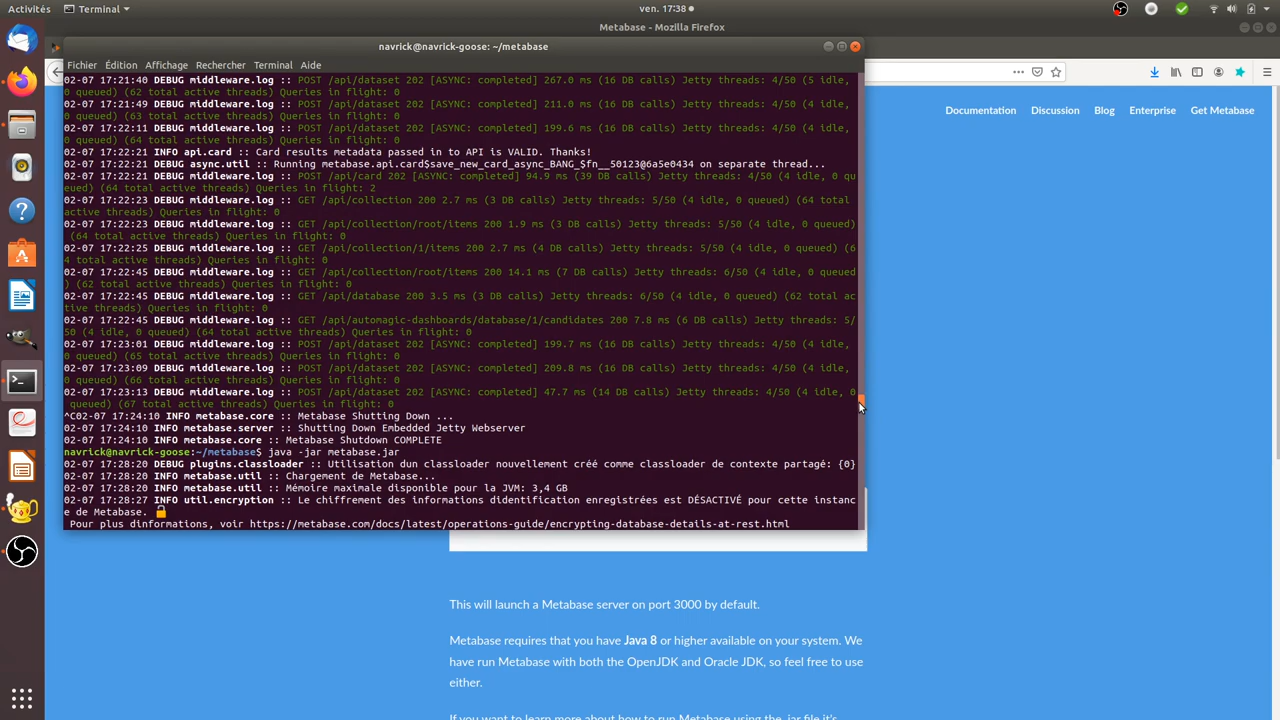 Activités
Terminal
ven. 17:38
Metabase - Mozilla Firefox
navrick@navrick-goose: ~/metabase
Fichier Édition Affichage Rechercher Terminal Aide
02-07 17:21:40 DEBUG middleware.log :: POST /api/dataset 202 [ASYNC: completed] 267.0 ms (16 DB calls) Jetty threads: 4/50 (5 idle,
0 queued) (62 total active threads) Queries in flight: 0
02-07 17:21:49 DEBUG middleware.log :: POST /api/dataset 202 [ASYNC: completed] 211.0 ms (16 DB calls) Jetty threads: 4/50 (4 idle,
0 queued) (63 total active threads) Queries in flight: 0
02-07 17:22:11 DEBUG middleware.log :: POST /api/dataset 202 [ASYNC: completed] 199.6 ms (16 DB calls) Jetty threads: 4/50 (4 idle,
0 queued) (64 total active threads) Queries in flight: 0
02-07 17:22:21 INFO api.card :: Card results metadata passed in to API is VALID. Thanks!
02-07 17:22:21 DEBUG async.util :: Running metabase.api.card$save_new_card_async_BANG_$fn__50123@6a5e0434 on separate thread...
02-07 17:22:21 DEBUG middleware.log :: POST /api/card 202 [ASYNC: completed] 94.9 ms (39 DB calls) Jetty threads: 4/50 (4 idle, 0 qu
eued) (64 total active threads) Queries in flight: 2
02-07 17:22:23 DEBUG middleware.log :: GET /api/collection 200 2.7 ms (3 DB calls) Jetty threads: 5/50 (4 idle, 0 queued) (64 total
active threads) Queries in flight: 0
02-07 17:22:23 DEBUG middleware.log :: GET /api/collection/root/items 200 1.9 ms (3 DB calls) Jetty threads: 5/50 (4 idle, 0 queued)
(64 total active threads) Queries in flight: 0
02-07 17:22:25 DEBUG middleware.log :: GET /api/collection/1/items 200 2.7 ms (4 DB calls) Jetty threads: 5/50 (4 idle, 0 queued) (6
4 total active threads) Queries in flight: 0
02-07 17:22:45 DEBUG middleware.log :: GET /api/collection/root/items 200 14.1 ms (7 DB calls) Jetty threads: 6/50 (4 idle, 0 queued
) (62 total active threads) Queries in flight: 0
02-07 17:22:45 DEBUG middleware.log :: GET /api/database 200 3.5 ms (3 DB calls) Jetty threads: 6/50 (4 idle, 0 queued) (62 total ac
tive threads) Queries in flight: 0
02-07 17:22:45 DEBUG middleware.log :: GET /api/automagic-dashboards/database/1/candidates 200 7.8 ms (6 DB calls) Jetty threads: 5/
50 (4 idle, 0 queued) (64 total active threads) Queries in flight: 0
02-07 17:23:01 DEBUG middleware.log :: POST /api/dataset 202 [ASYNC: completed] 199.7 ms (16 DB calls) Jetty threads: 4/50 (4 idle,
0 queued) (65 total active threads) Queries in flight: 0
02-07 17:23:09 DEBUG middleware.log :: POST /api/dataset 202 [ASYNC: completed] 209.8 ms (16 DB calls) Jetty threads: 4/50 (4 idle,
0 queued) (66 total active threads) Queries in flight: 0
02-07 17:23:13 DEBUG middleware.log :: POST /api/dataset 202 [ASYNC: completed] 47.7 ms (14 DB calls) Jetty threads: 4/50 (4 idle, 0
queued) (67 total active threads) Queries in flight: 0
^C02-07 17:24:10 INFO metabase.core :: Metabase Shutting Down ...
02-07 17:24:10 INFO metabase.server :: Shutting Down Embedded Jetty Webserver
02-07 17:24:10 INFO metabase.core :: Metabase Shutdown COMPLETE
navrick@navrick-goose:~/metabase$ java -jar metabase.jar
02-07 17:28:20 DEBUG plugins.classloader :: Utilisation dun classloader nouvellement créé comme classloader de contexte partagé: {0}
02-07 17:28:20 INFO metabase.util :: Chargement de Metabase...
02-07 17:28:20 INFO metabase.util :: Mémoire maximale disponible pour la JVM: 3,4 GB
02-07 17:28:27 INFO util.encryption :: Le chiffrement des informations didentification enregistrées est DÉSACTIVÉ pour cette instanc
e de Metabase.
Pour plus dinformations, voir https://metabase.com/docs/latest/operations-guide/encrypting-database-details-at-rest.html
Documentation Discussion Blog Enterprise Get Metabase
This will launch a Metabase server on port 3000 by default.
Metabase requires that you have Java 8 or higher available on your system. We
have run Metabase with both the OpenJDK and Oracle JDK, so feel free to use
either.
If you want to learn more about how to run Metabase using the .jar file it's